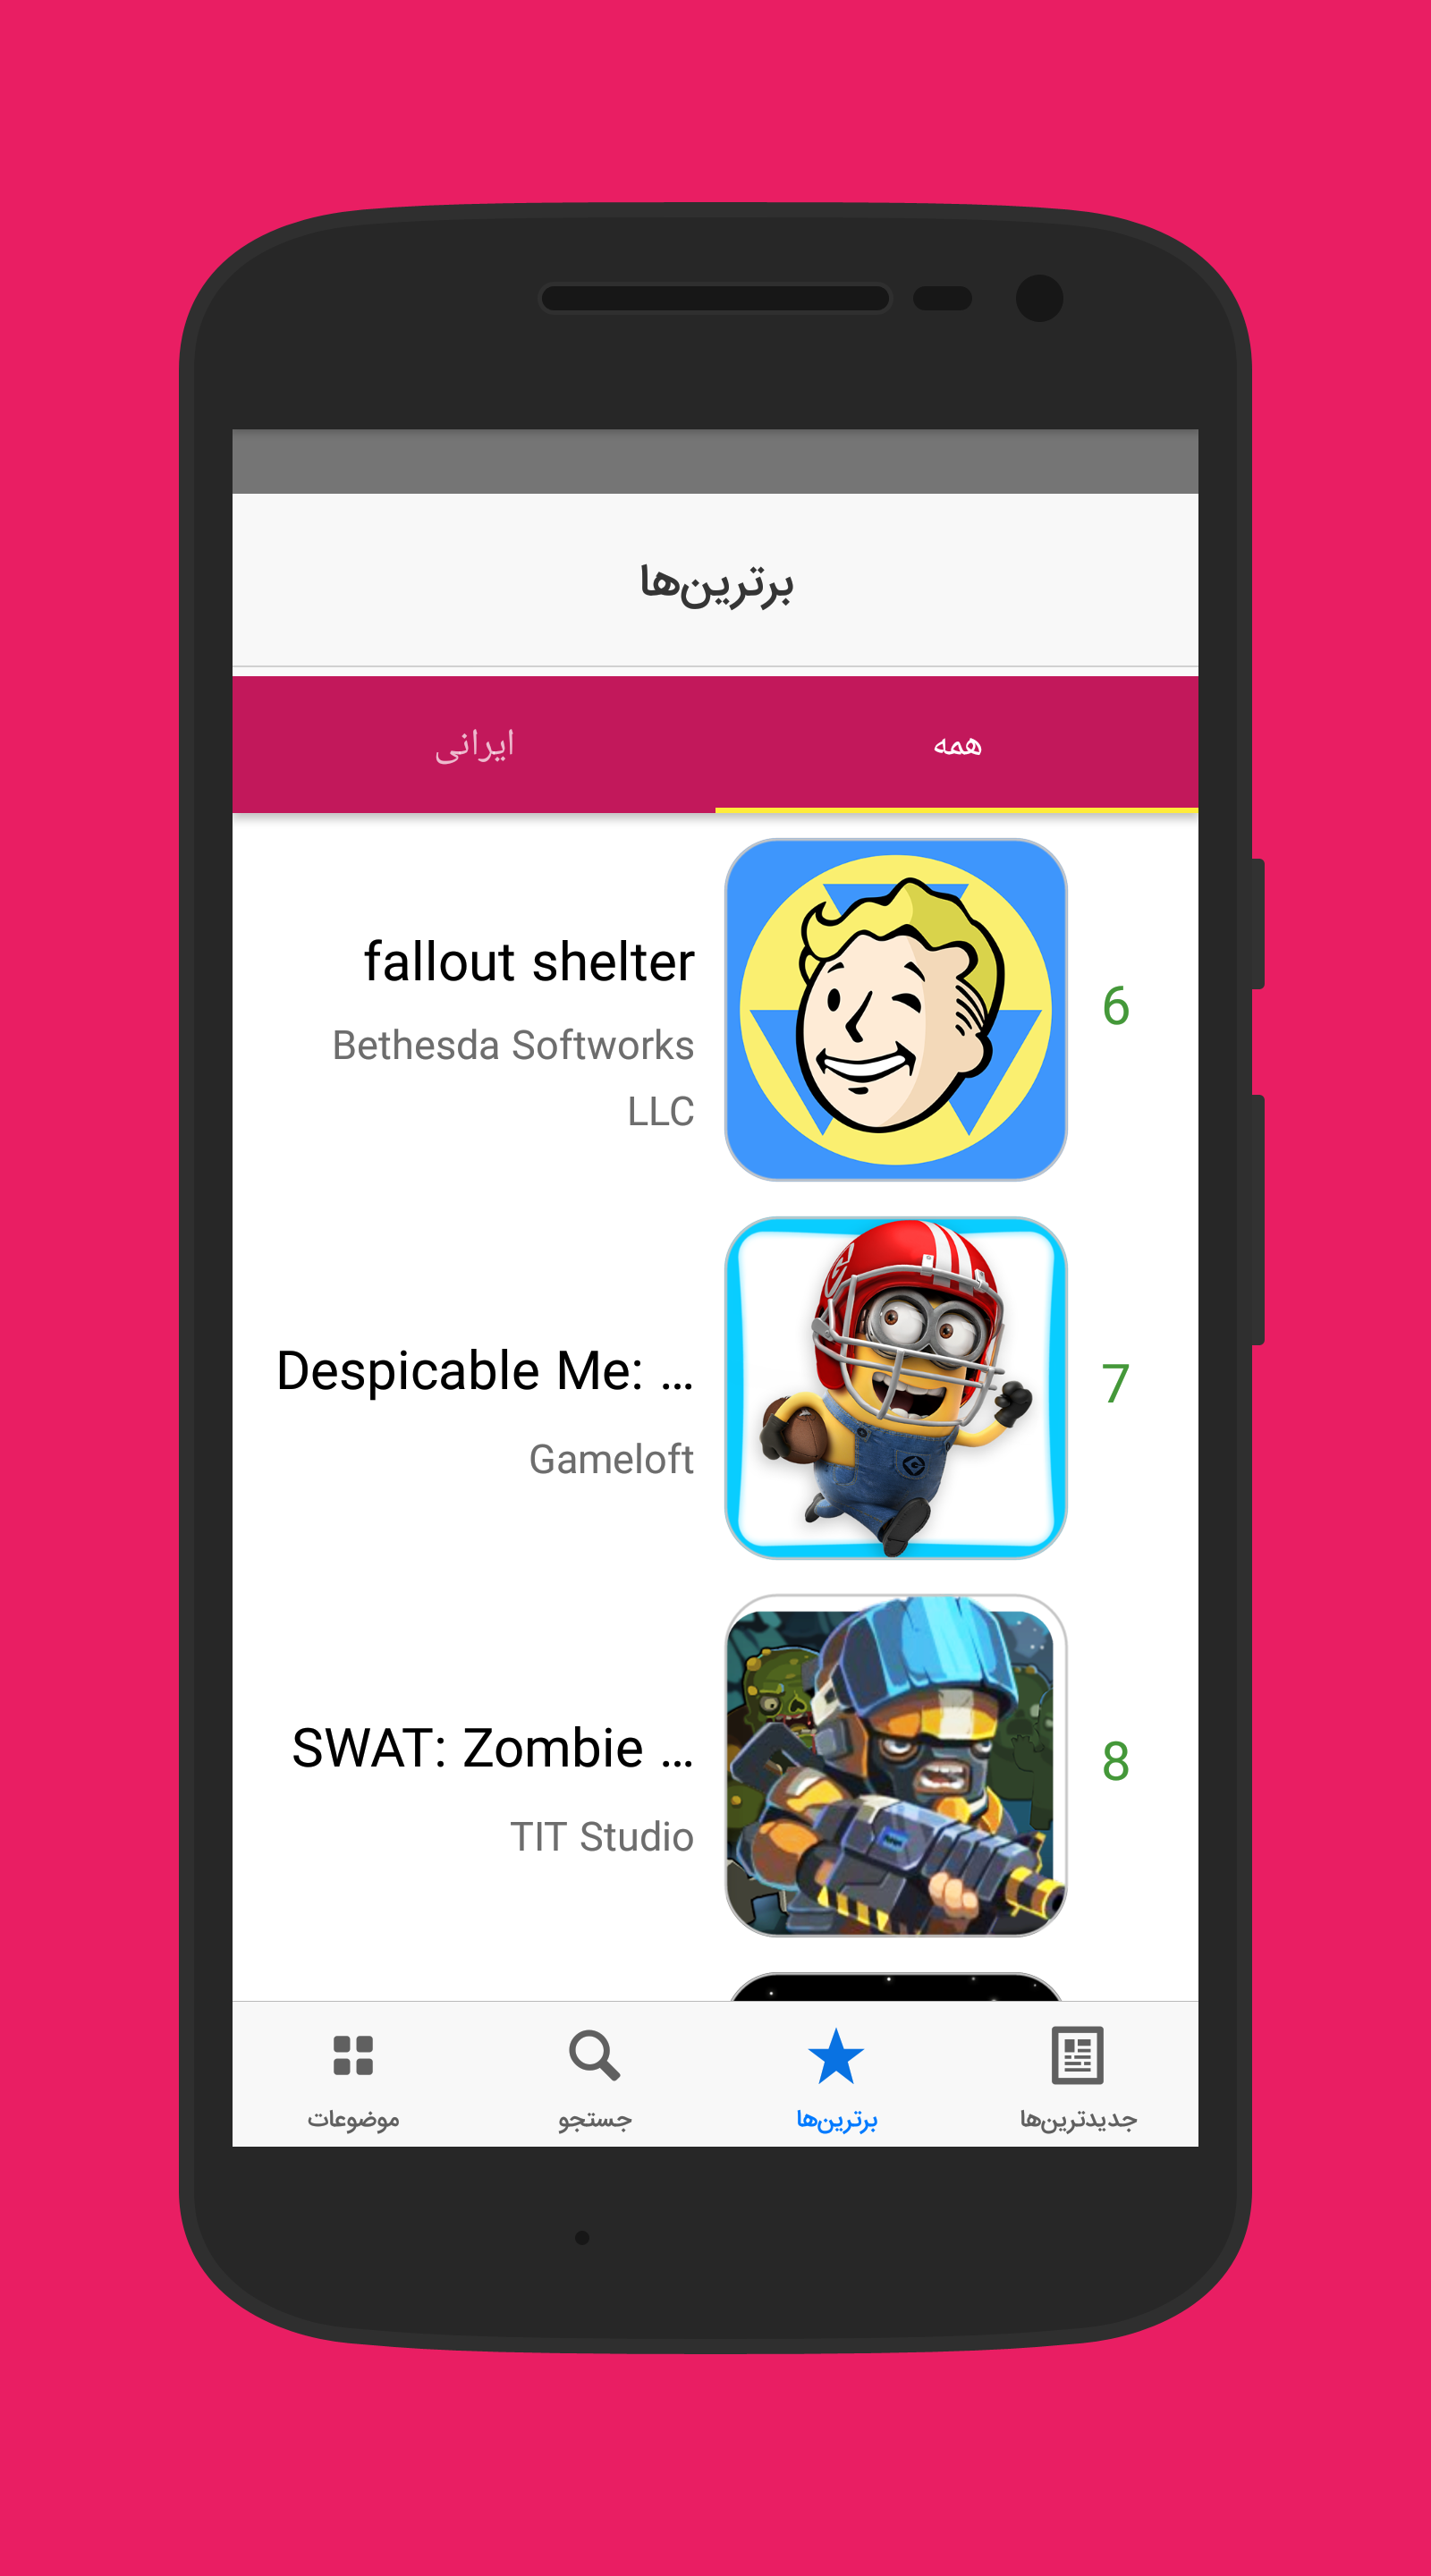 برترین‌ها
همه
ایرانی
6
fallout shelter
Bethesda Softworks
LLC
7
Despicable Me: ...
Gameloft
8
SWAT: Zombie ...
TIT Studio
جدیدترین‌ها
برترین‌ها
جستجو
موضوعات